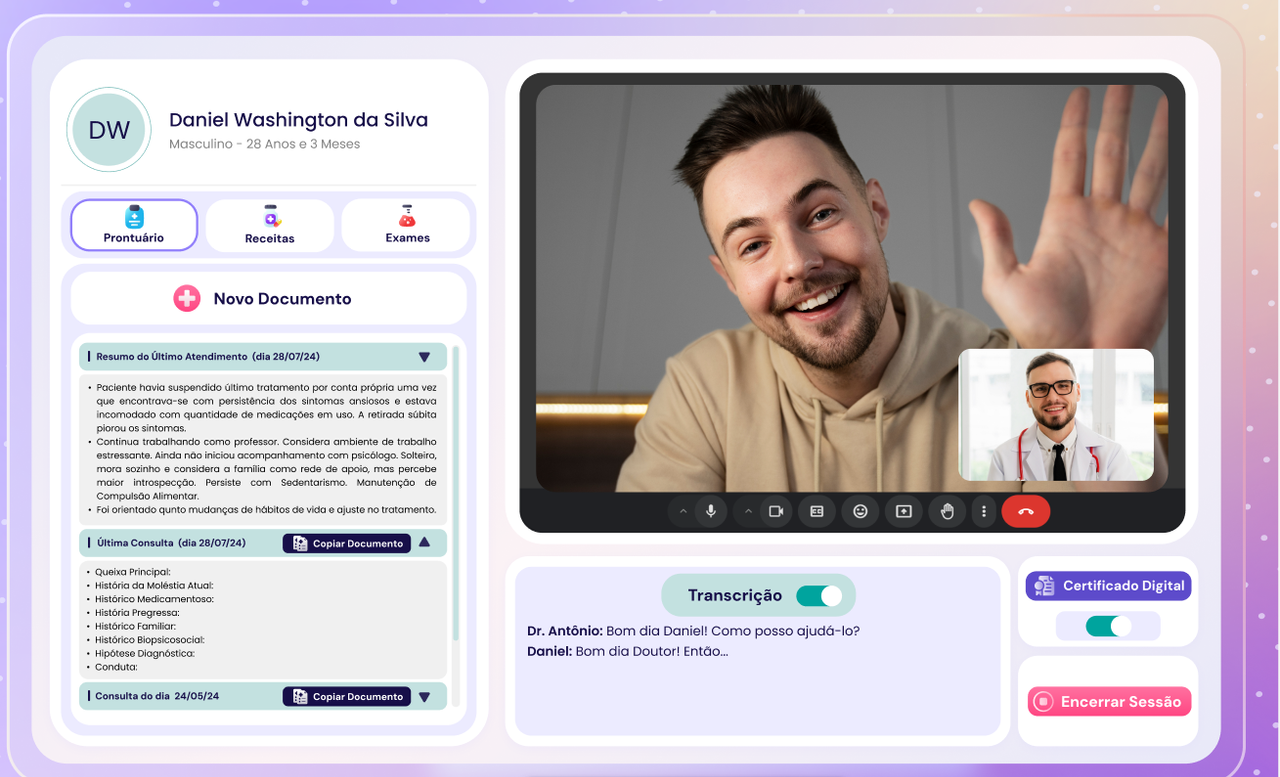 DW
Daniel Washington da Silva
Masculino - 28 Anos e 3 Meses
Prontuário
Receitas
Exames
Novo Documento
Resumo do Último Atendimento (dia 28/07/24)
• Paciente havia suspendido último tratamento por conta própria uma vez
que encontrava-se com persistência dos sintomas ansiosos e estava
incomodado com quantidade de medicações em uso. A retirada súbita
piorou os sintomas.
• Continua trabalhando como professor. Considera ambiente de trabalho
estressante. Ainda não iniciou acompanhamento com psicólogo. Solteiro,
mora sozinho e considera a família como rede de apoio, mas percebe
maior introspecção. Persiste com Sedentarismo. Manutenção de
Compulsão Alimentar.
• Foi orientado qunto mudanças de hábitos de vida e ajuste no tratamento.
Última Consulta (dia 28/07/24)
Copiar Documento
• Queixa Principal:
• História da Moléstia Atual:
• Histórico Medicamentoso:
• História Pregressa:
• Histórico Familiar:
• Histórico Biopsicosocial:
• Hipótese Diagnóstica:
• Conduta:
Consulta do dia 24/05/24
Copiar Documento
Transcrição
Dr. Antônio: Bom dia Daniel! Como posso ajudá-lo?
Daniel: Bom dia Doutor! Então...
Certificado Digital
Encerrar Sessão